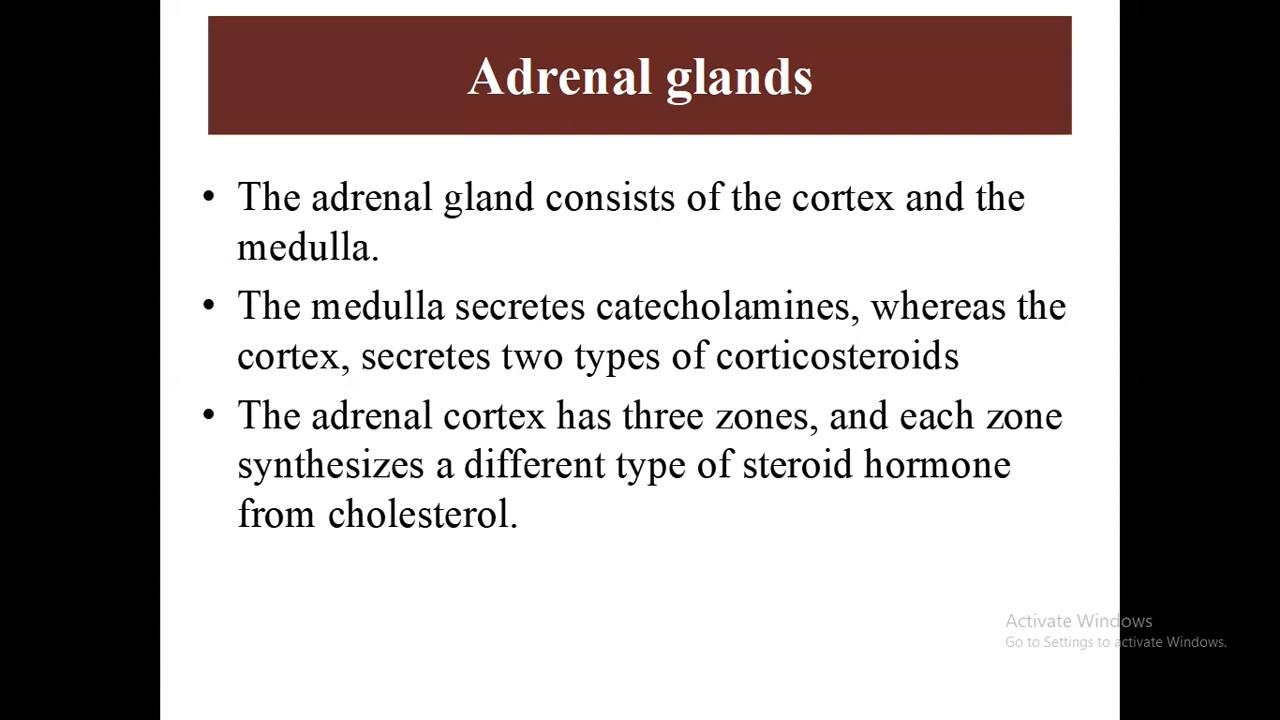 Adrenal glands
• The adrenal gland consists of the cortex and the
medulla.
• The medulla secretes catecholamines, whereas the
cortex, secretes two types of corticosteroids
• The adrenal cortex has three zones, and each zone
synthesizes a different type of steroid hormone
from cholesterol.
Activate Windows
Go to Settings to activate Windows.